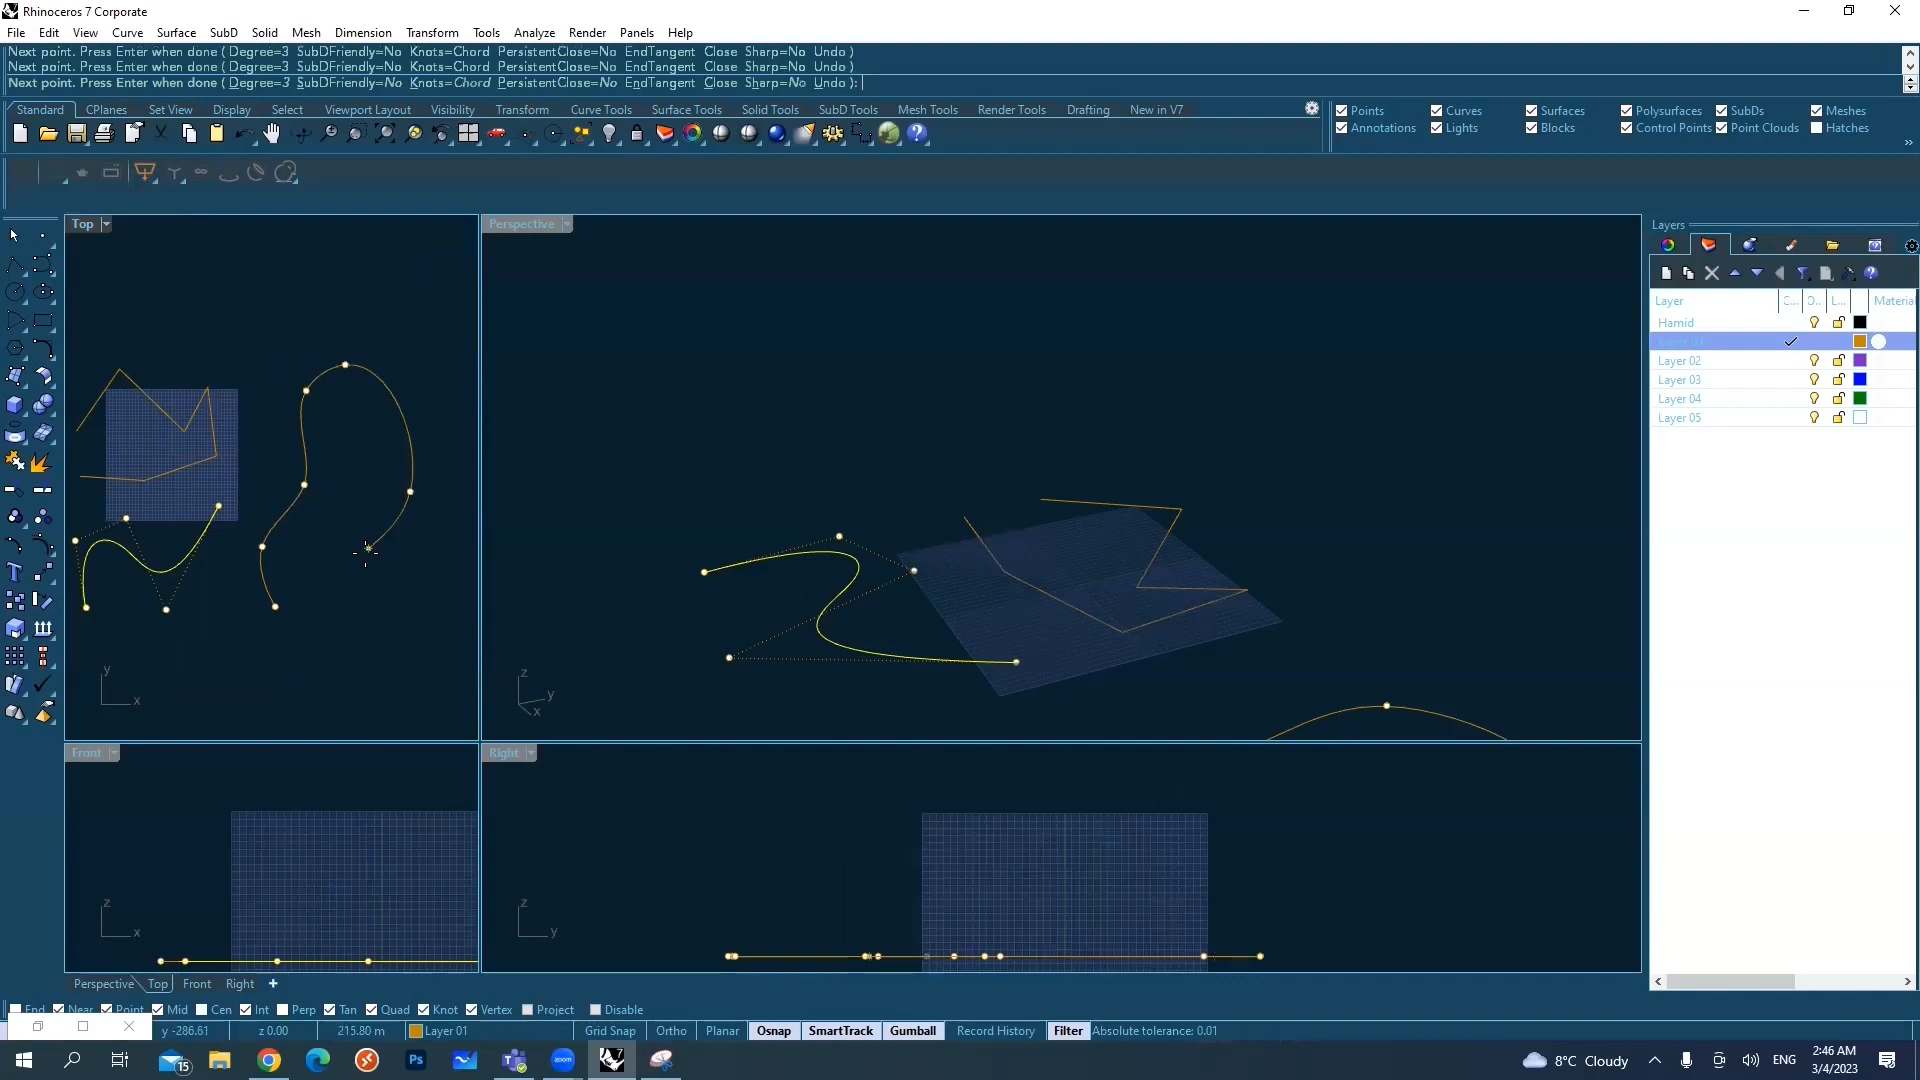 Rhinoceros 7 Corporate
File Edit View Curve Surface SubD Solid Mesh Dimension Transform Tools Analyze Render Panels Help
Next point. Press Enter when done ( Degree=3 SubDFriendly=No Knots=Chord PersistentClose=No EndTangent Close Sharp=No Undo )
Next point. Press Enter when done ( Degree=3 SubDFriendly=No Knots=Chord PersistentClose=No EndTangent Close Sharp=No Undo )
Next point. Press Enter when done ( Degree=3 SubDFriendly=No Knots=Chord PersistentClose=No EndTangent Close Sharp=No Undo ):
Standard CPlanes Set View Display Select Viewport Layout Visibility Transform Curve Tools Surface Tools Solid Tools SubD Tools Mesh Tools Render Tools Drafting New in V7
Points Curves Surfaces Polysurfaces SubDs Meshes
Annotations Lights Blocks Control Points Point Clouds Hatches
Top
Perspective
Layers
Layer C... O.. L... Materia
Hamid
Layer 01
Layer 02
Layer 03
Layer 04
Layer 05
y
x
z
y
x
Front
Right
z
x
z
y
Perspective Top Front Right
End Near Point Mid Cen Int Perp Tan Quad Knot Vertex Project Disable
y -286.61 z 0.00 215.80 m Layer 01 Grid Snap Ortho Planar Osnap SmartTrack Gumball Record History Filter Absolute tolerance: 0.01
15
Ps
zoom
7
8°C Cloudy
ENG
2:46 AM
3/4/2023